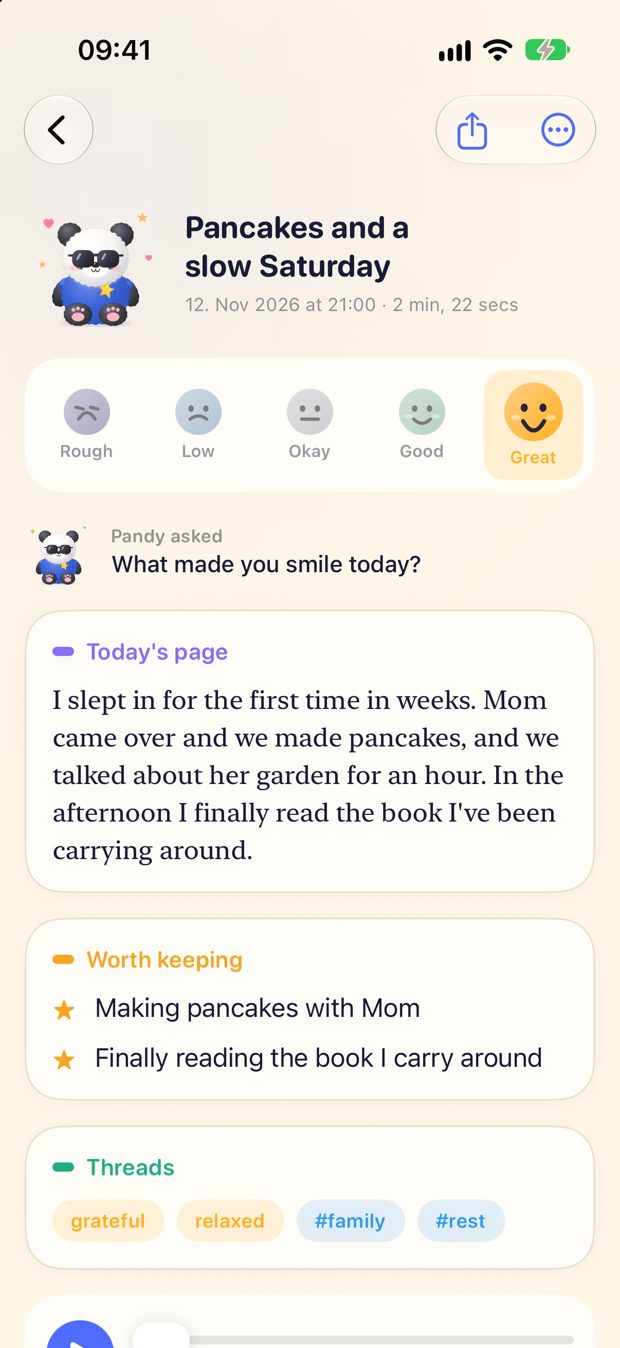 09:41
Pancakes and a
slow Saturday
12. Nov 2026 at 21:00 · 2 min, 22 secs
Rough
Low
Okay
Good
Great
Pandy asked
What made you smile today?
Today's page
I slept in for the first time in weeks. Mom
came over and we made pancakes, and we
talked about her garden for an hour. In the
afternoon I finally read the book I've been
carrying around.
Worth keeping
Making pancakes with Mom
Finally reading the book I carry around
Threads
grateful relaxed #family #rest